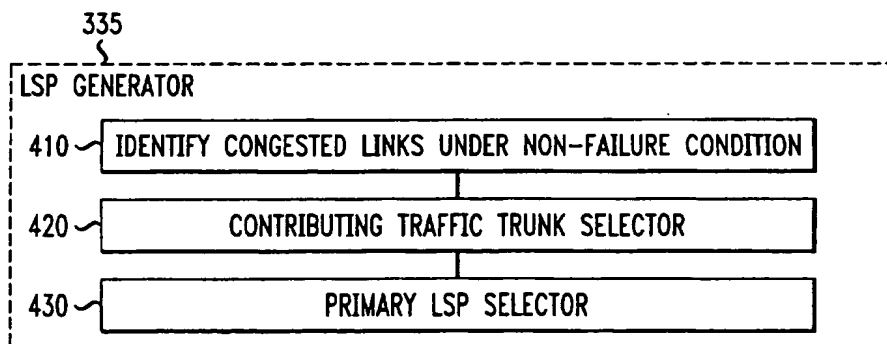 335
LSP GENERATOR
410 IDENTIFY CONGESTED LINKS UNDER NON-FAILURE CONDITION
420 CONTRIBUTING TRAFFIC TRUNK SELECTOR
430 PRIMARY LSP SELECTOR